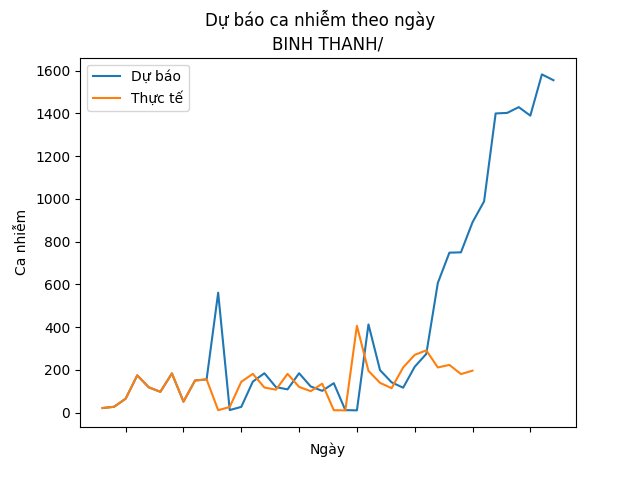 Dự báo ca nhiễm theo ngày
BINH THANH/
Dự báo
Thực tế
1600
1400
1200
1000
800
600
400
200
0
Ca nhiễm
Ngày